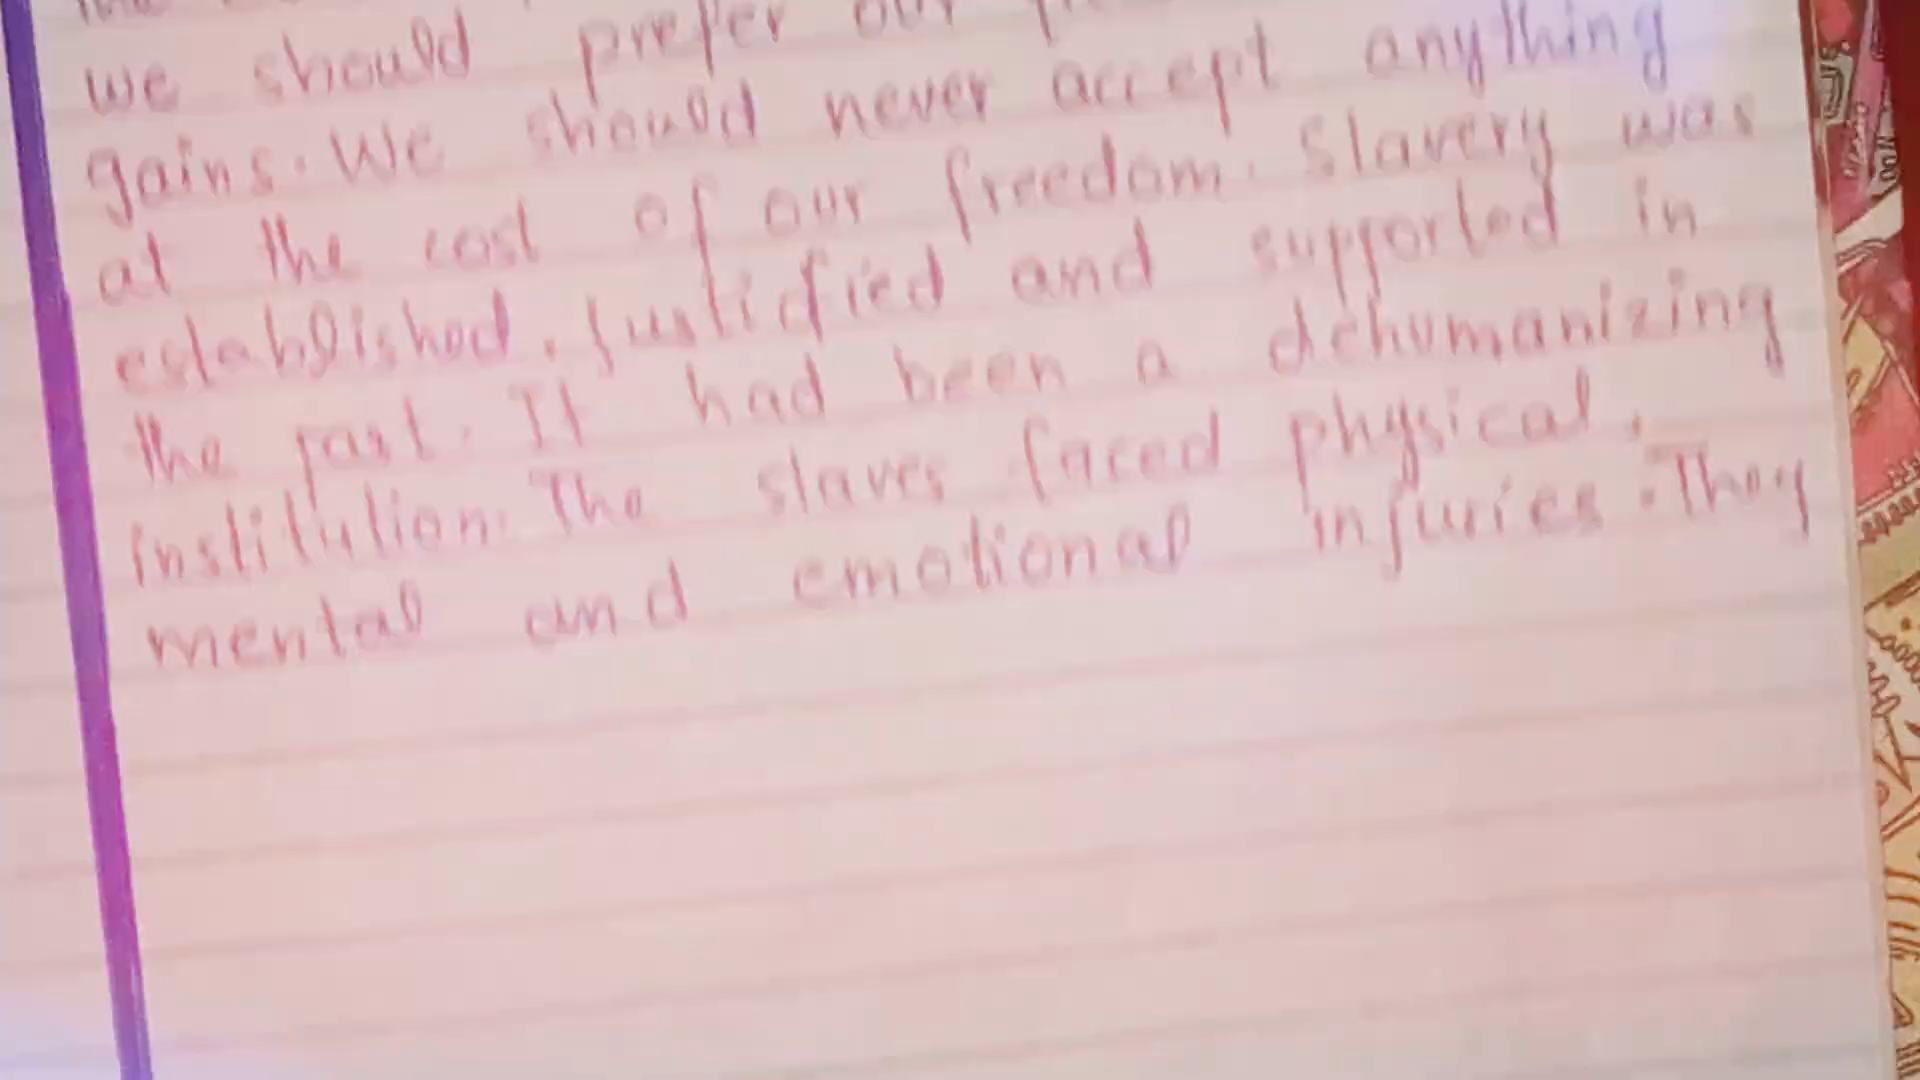 we should prefer our
gains. We should never accept anything
at the cost of our freedom. Slavery was
established, Justified and supported in
the past. It had been a dehumanizing
institution. The slaves faced physical,
mental and emotional injuries. They